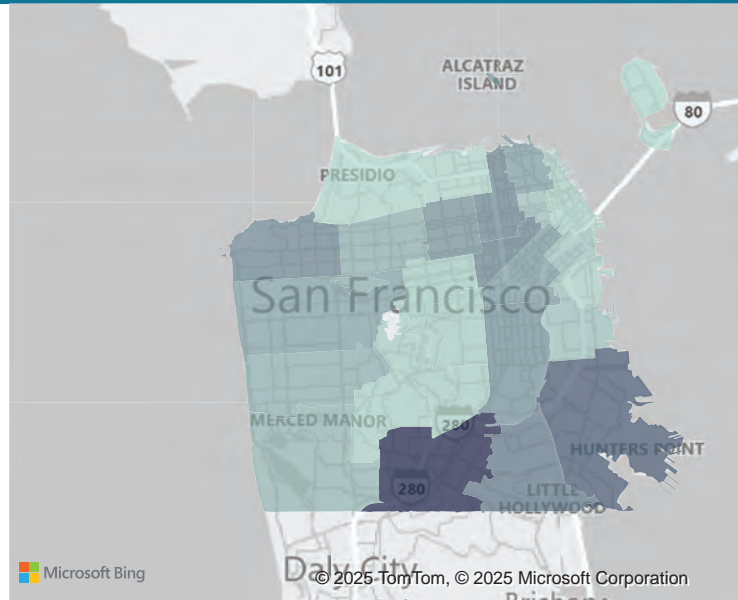 101
ALCATRAZ
ISLAND
80
PRESIDIO
San Francisco
MERCED MANOR
280
HUNTERS POINT
280
LITTLE
HOLLYWOOD
Daly City
Microsoft Bing
© 2025 TomTom, © 2025 Microsoft Corporation